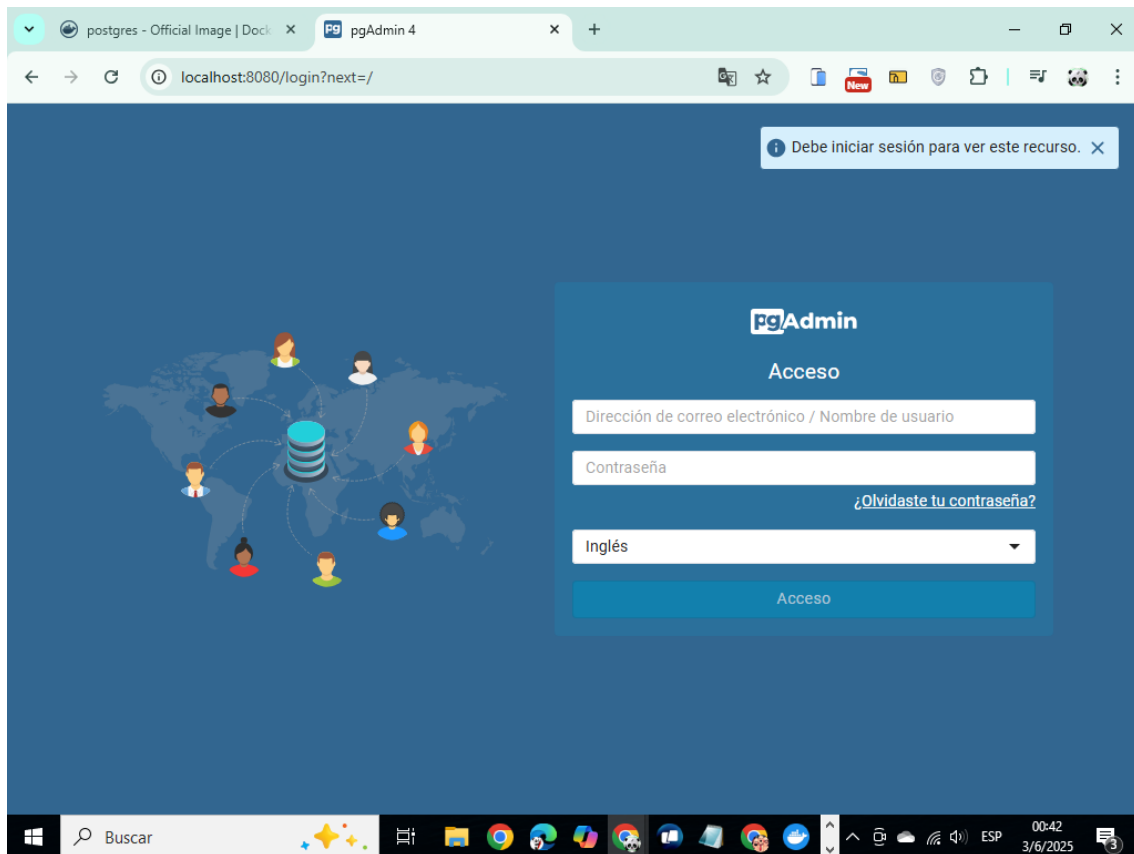 postgres - Official Image | Dock
pgAdmin 4
localhost:8080/login?next=/
New
Debe iniciar sesión para ver este recurso.
pgAdmin
Acceso
Dirección de correo electrónico / Nombre de usuario
Contraseña
¿Olvidaste tu contraseña?
Inglés
Acceso
Buscar
ESP
00:42
3/6/2025
3